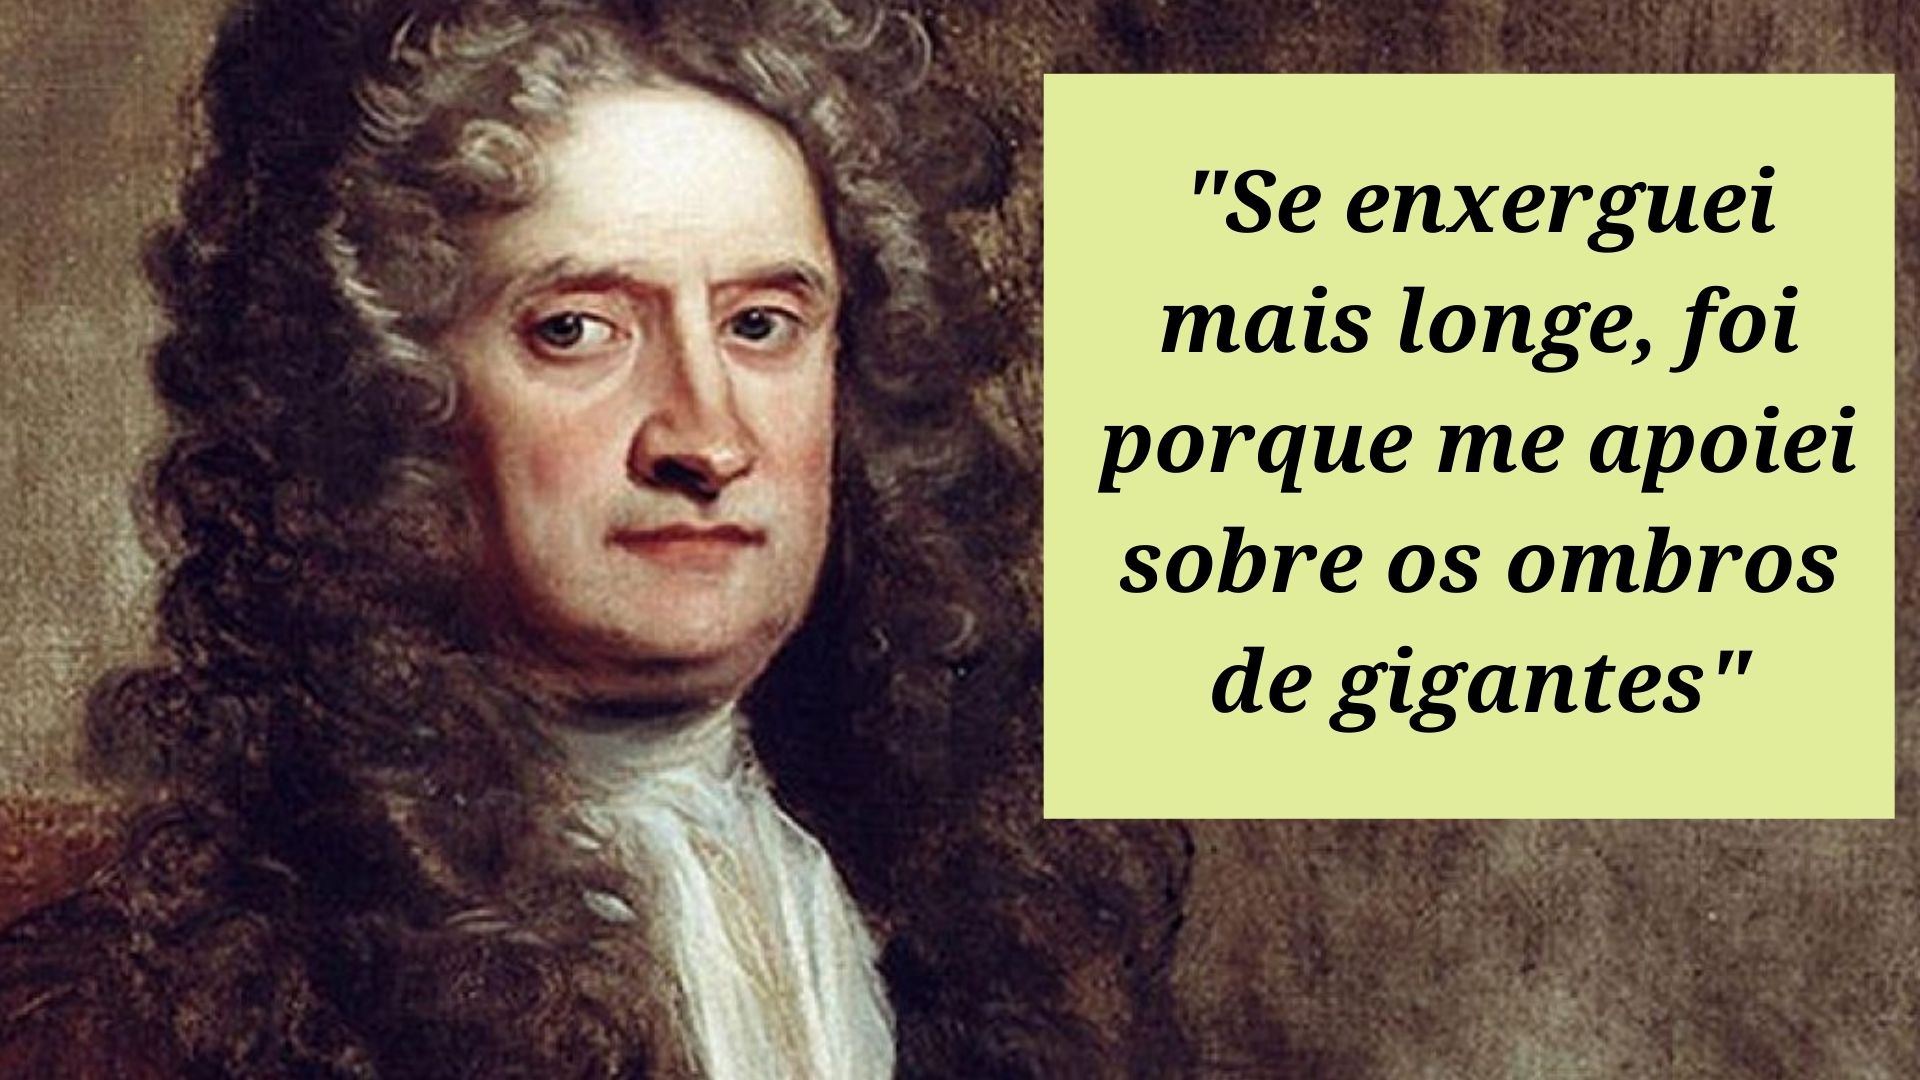 "Se enxerguei
mais longe, foi
porque me apoiei
sobre os ombros
de gigantes"